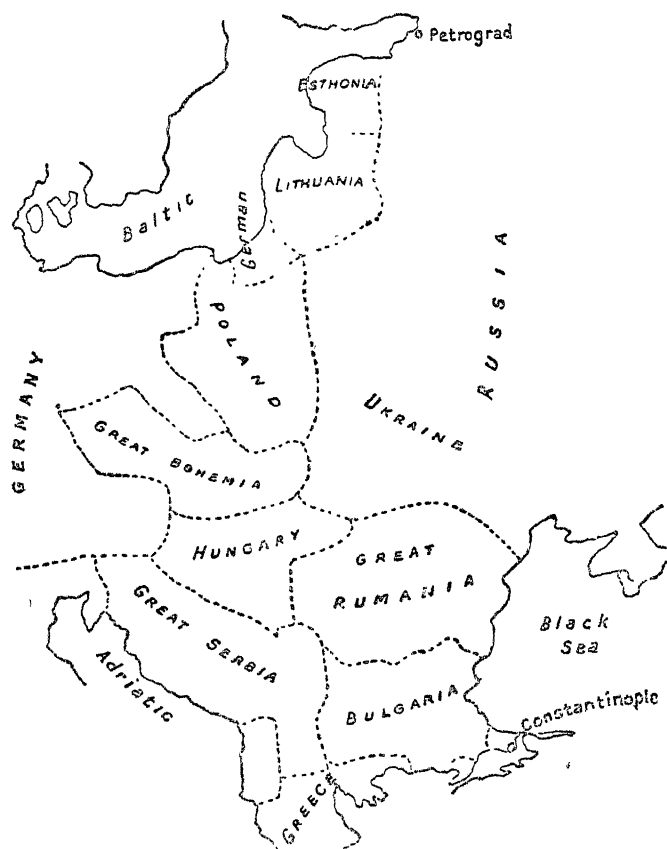 Petrograd
ESTHONIA
LITHUANIA
Baltic
German
POLAND
RUSSIA
GERMANY
UKRAINE
GREAT BOHEMIA
HUNGARY
GREAT
RUMANIA
GREAT SERBIA
Black
Sea
Adriatic
BULGARIA
Constantinople
GREECE